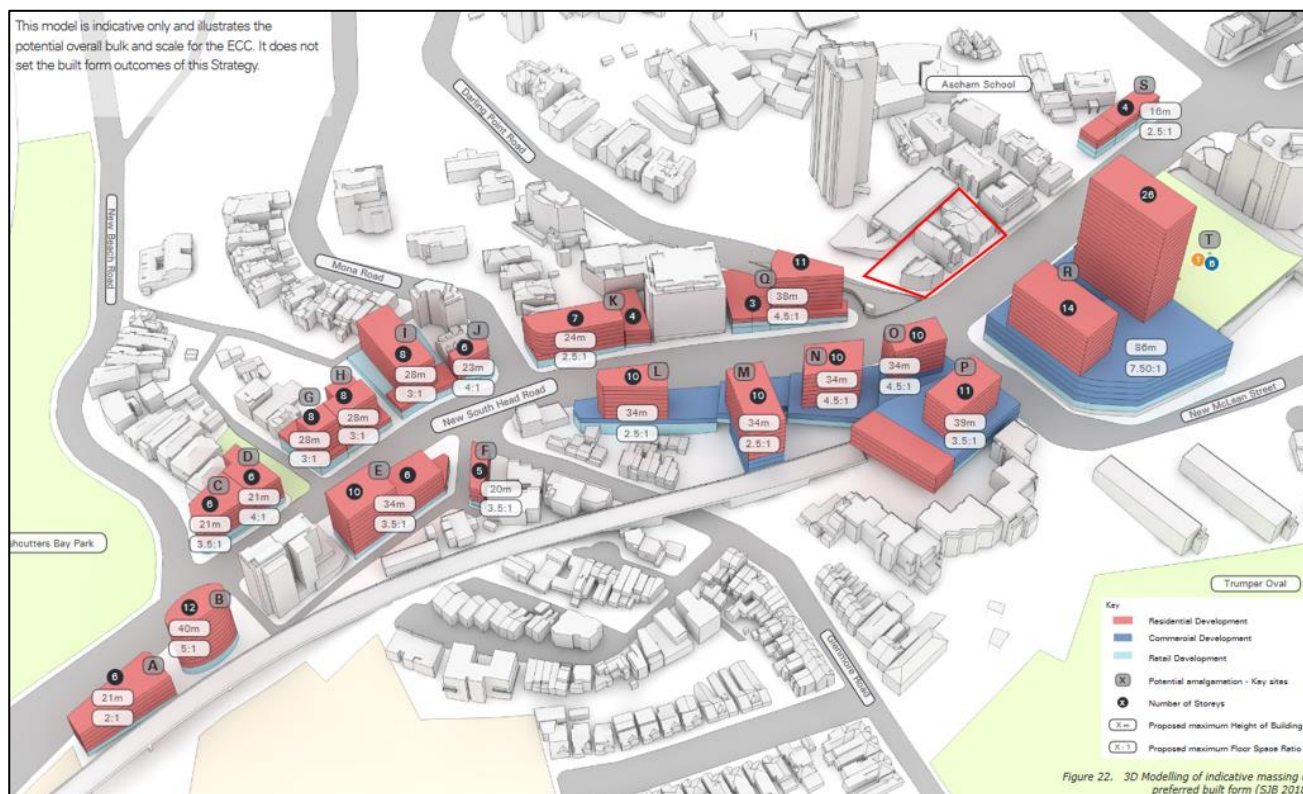 This model is indicative only and illustrates the
potential overall bulk and scale for the ECC. It does not
set the built form outcomes of this Strategy.
Ascham School
Darling Point Road
New Beach Road
Mona Road
New South Head Road
New McLean Street
Glenmore Road
Trumper Oval
hcutters Bay Park
S
4
16m
2.5:1
26
T
T
B
R
14
86m
7.50:1
Q
11
3
38m
4.5:1
K
7
4
24m
2.5:1
I
8
28m
3:1
J
6
23m
4:1
H
8
28m
3:1
G
8
28m
3:1
L
10
34m
2.5:1
M
10
34m
2.5:1
N
10
34m
4.5:1
O
10
34m
4.5:1
P
11
39m
3.5:1
D
6
21m
4:1
C
6
21m
3.5:1
E
10
6
34m
3.5:1
F
5
20m
3.5:1
B
12
40m
5:1
A
6
21m
2:1
Key
Residential Development
Commercial Development
Retail Development
X Potential amalgamation - Key sites
X Number of Storeys
X m Proposed maximum Height of Building
X : 1 Proposed maximum Floor Space Ratio
Figure 22. 3D Modelling of indicative massing
preferred built form (SJB 2018